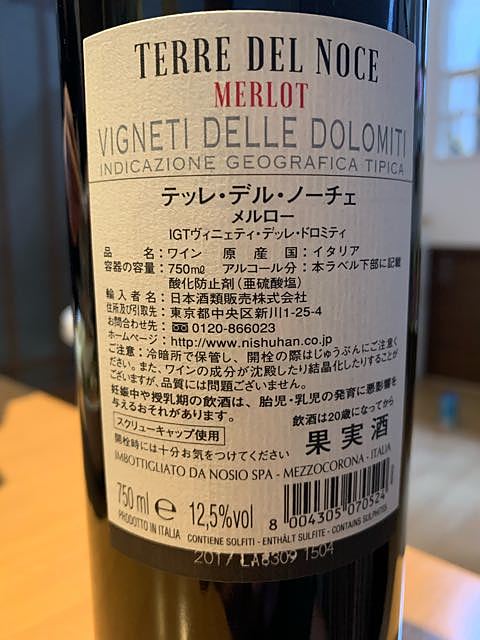 TERRE DEL NOCE
MERLOT
VIGNETI DELLE DOLOMITI
INDICAZIONE GEOGRAFICA TIPICA
テッレ・デル・ノーチェ
メルロー
IGTヴィニェティ・デッレ・ドロミティ
品名：ワイン 原産国：イタリア
容器の容量：750mℓ アルコール分：本ラベル下部に記載
酸化防止剤（亜硫酸塩）
輸入者名：日本酒類販売株式会社
住所及び引取先：東京都中央区新川1-25-4
お問合わせ先：0120-866023
ホームページ：http://www.nishuhan.co.jp
ご注意：冷暗所で保管し、開栓の際はじゅうぶんにご注意くだ
さい。また、ワインの成分が沈殿したり結晶化したりすることが
ございますが、品質には問題ございません。
妊娠中や授乳期の飲酒は、胎児・乳児の発育に悪影響を
与えるおそれがあります。
飲酒は20歳になってから
スクリューキャップ使用
果実酒
開栓時には十分お気をつけてください
IMBOTTIGLIATO DA NOSIO SPA - MEZZOCORONA - ITALIA
750 ml e 12,5%vol
8 004305 070524
PRODOTTO IN ITALIA CONTIENE SOLFITI - ENTHÄLT SULFITE - CONTAINS SULPHITES
2017 LA6309 1504